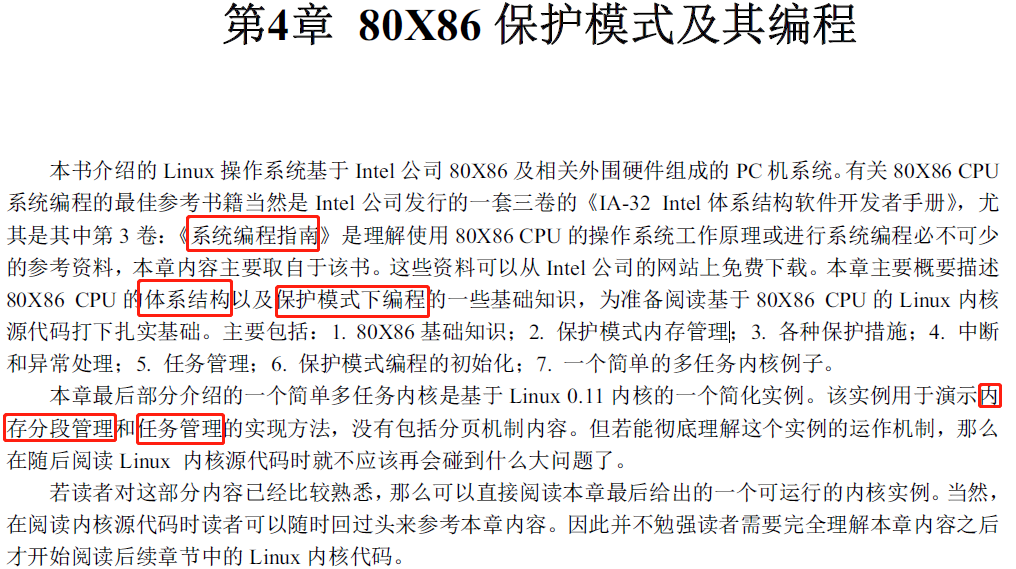 第4章 80X86 保护模式及其编程
本书介绍的 Linux 操作系统基于 Intel 公司 80X86 及相关外围硬件组成的 PC 机系统。有关 80X86 CPU
系统编程的最佳参考书籍当然是 Intel 公司发行的一套三卷的《IA-32 Intel 体系结构软件开发者手册》，尤
其是其中第 3 卷：《系统编程指南》是理解使用 80X86 CPU 的操作系统工作原理或进行系统编程必不可少
的参考资料，本章内容主要取自于该书。这些资料可以从 Intel 公司的网站上免费下载。本章主要概要描述
80X86 CPU 的体系结构以及保护模式下编程的一些基础知识，为准备阅读基于 80X86 CPU 的 Linux 内核
源代码打下扎实基础。主要包括：1. 80X86 基础知识；2. 保护模式内存管理；3. 各种保护措施；4. 中断
和异常处理；5. 任务管理；6. 保护模式编程的初始化；7. 一个简单的多任务内核例子。
本章最后部分介绍的一个简单多任务内核是基于 Linux 0.11 内核的一个简化实例。该实例用于演示内
存分段管理和任务管理的实现方法，没有包括分页机制内容。但若能彻底理解这个实例的运作机制，那么
在随后阅读 Linux 内核源代码时就不应该再会碰到什么大问题了。
若读者对这部分内容已经比较熟悉，那么可以直接阅读本章最后给出的一个可运行的内核实例。当然，
在阅读内核源代码时读者可以随时回过头来参考本章内容。因此并不勉强读者需要完全理解本章内容之后
才开始阅读后续章节中的 Linux 内核代码。